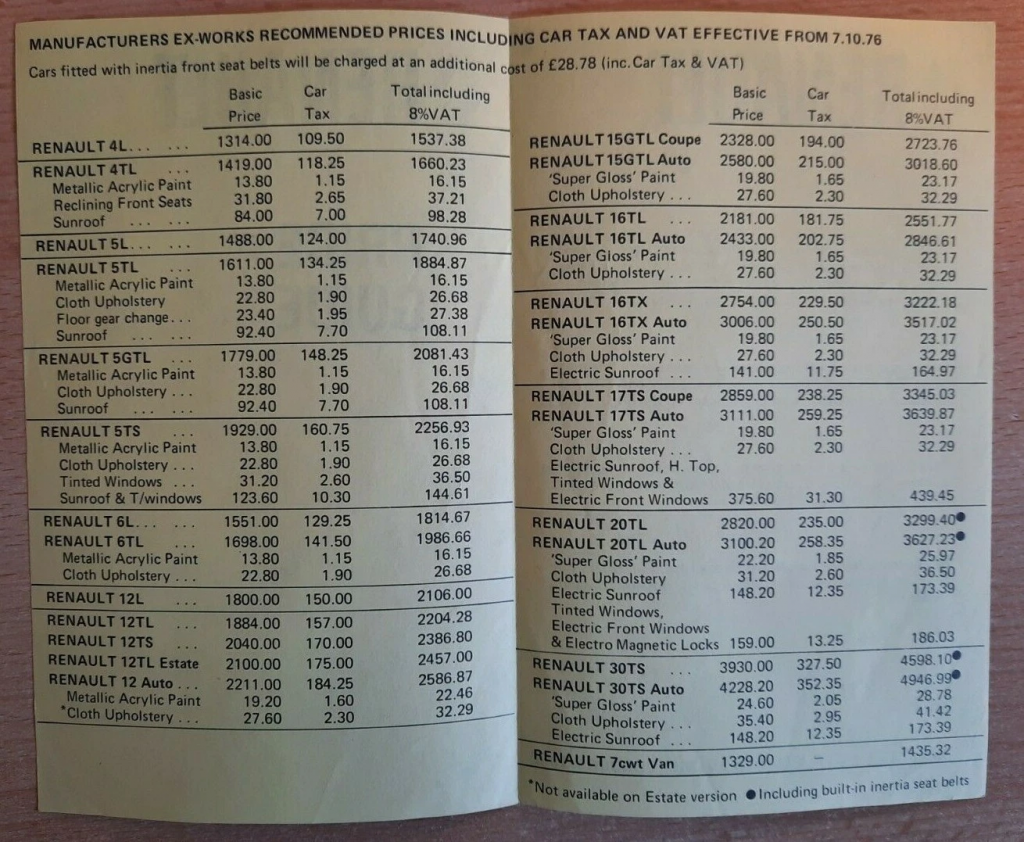 MANUFACTURERS EX-WORKS RECOMMENDED PRICES INCLUDING CAR TAX AND VAT EFFECTIVE FROM 7.10.76
Cars fitted with inertia front seat belts will be charged at an additional cost of £28.78 (inc. Car Tax & VAT)
Basic Car Total including
Price Tax 8%VAT
RENAULT 4L... ... 1314.00 109.50 1537.38
RENAULT 4TL ... 1419.00 118.25 1660.23
Metallic Acrylic Paint 13.80 1.15 16.15
Reclining Front Seats 31.80 2.65 37.21
Sunroof ... ... 84.00 7.00 98.28
RENAULT 5L... ... 1488.00 124.00 1740.96
RENAULT 5TL ... 1611.00 134.25 1884.87
Metallic Acrylic Paint 13.80 1.15 16.15
Cloth Upholstery 22.80 1.90 26.68
Floor gear change... 23.40 1.95 27.38
Sunroof ... ... 92.40 7.70 108.11
RENAULT 5GTL ... 1779.00 148.25 2081.43
Metallic Acrylic Paint 13.80 1.15 16.15
Cloth Upholstery ... 22.80 1.90 26.68
Sunroof ... ... 92.40 7.70 108.11
RENAULT 5TS ... 1929.00 160.75 2256.93
Metallic Acrylic Paint 13.80 1.15 16.15
Cloth Upholstery ... 22.80 1.90 26.68
Tinted Windows ... 31.20 2.60 36.50
Sunroof & T/windows 123.60 10.30 144.61
RENAULT 6L... ... 1551.00 129.25 1814.67
RENAULT 6TL ... 1698.00 141.50 1986.66
Metallic Acrylic Paint 13.80 1.15 16.15
Cloth Upholstery ... 22.80 1.90 26.68
RENAULT 12L ... 1800.00 150.00 2106.00
RENAULT 12TL ... 1884.00 157.00 2204.28
RENAULT 12TS ... 2040.00 170.00 2386.80
RENAULT 12TL Estate 2100.00 175.00 2457.00
RENAULT 12 Auto ... 2211.00 184.25 2586.87
Metallic Acrylic Paint 19.20 1.60 22.46
*Cloth Upholstery ... 27.60 2.30 32.29
Basic Car Total including
Price Tax 8%VAT
RENAULT 15GTL Coupe 2328.00 194.00 2723.76
RENAULT 15GTL Auto 2580.00 215.00 3018.60
'Super Gloss' Paint 19.80 1.65 23.17
Cloth Upholstery ... 27.60 2.30 32.29
RENAULT 16TL ... 2181.00 181.75 2551.77
RENAULT 16TL Auto 2433.00 202.75 2846.61
'Super Gloss' Paint 19.80 1.65 23.17
Cloth Upholstery ... 27.60 2.30 32.29
RENAULT 16TX ... 2754.00 229.50 3222.18
RENAULT 16TX Auto 3006.00 250.50 3517.02
'Super Gloss' Paint 19.80 1.65 23.17
Cloth Upholstery ... 27.60 2.30 32.29
Electric Sunroof ... 141.00 11.75 164.97
RENAULT 17TS Coupe 2859.00 238.25 3345.03
RENAULT 17TS Auto 3111.00 259.25 3639.87
'Super Gloss' Paint 19.80 1.65 23.17
Cloth Upholstery ... 27.60 2.30 32.29
Electric Sunroof, H. Top,
Tinted Windows &
Electric Front Windows 375.60 31.30 439.45
RENAULT 20TL 2820.00 235.00 3299.40●
RENAULT 20TL Auto 3100.20 258.35 3627.23●
'Super Gloss' Paint 22.20 1.85 25.97
Cloth Upholstery 31.20 2.60 36.50
Electric Sunroof 148.20 12.35 173.39
Tinted Windows,
Electric Front Windows
& Electro Magnetic Locks 159.00 13.25 186.03
RENAULT 30TS ... 3930.00 327.50 4598.10●
RENAULT 30TS Auto 4228.20 352.35 4946.99●
'Super Gloss' Paint 24.60 2.05 28.78
Cloth Upholstery ... 35.40 2.95 41.42
Electric Sunroof ... 148.20 12.35 173.39
RENAULT 7cwt Van 1329.00 – 1435.32
*Not available on Estate version ●Including built-in inertia seat belts